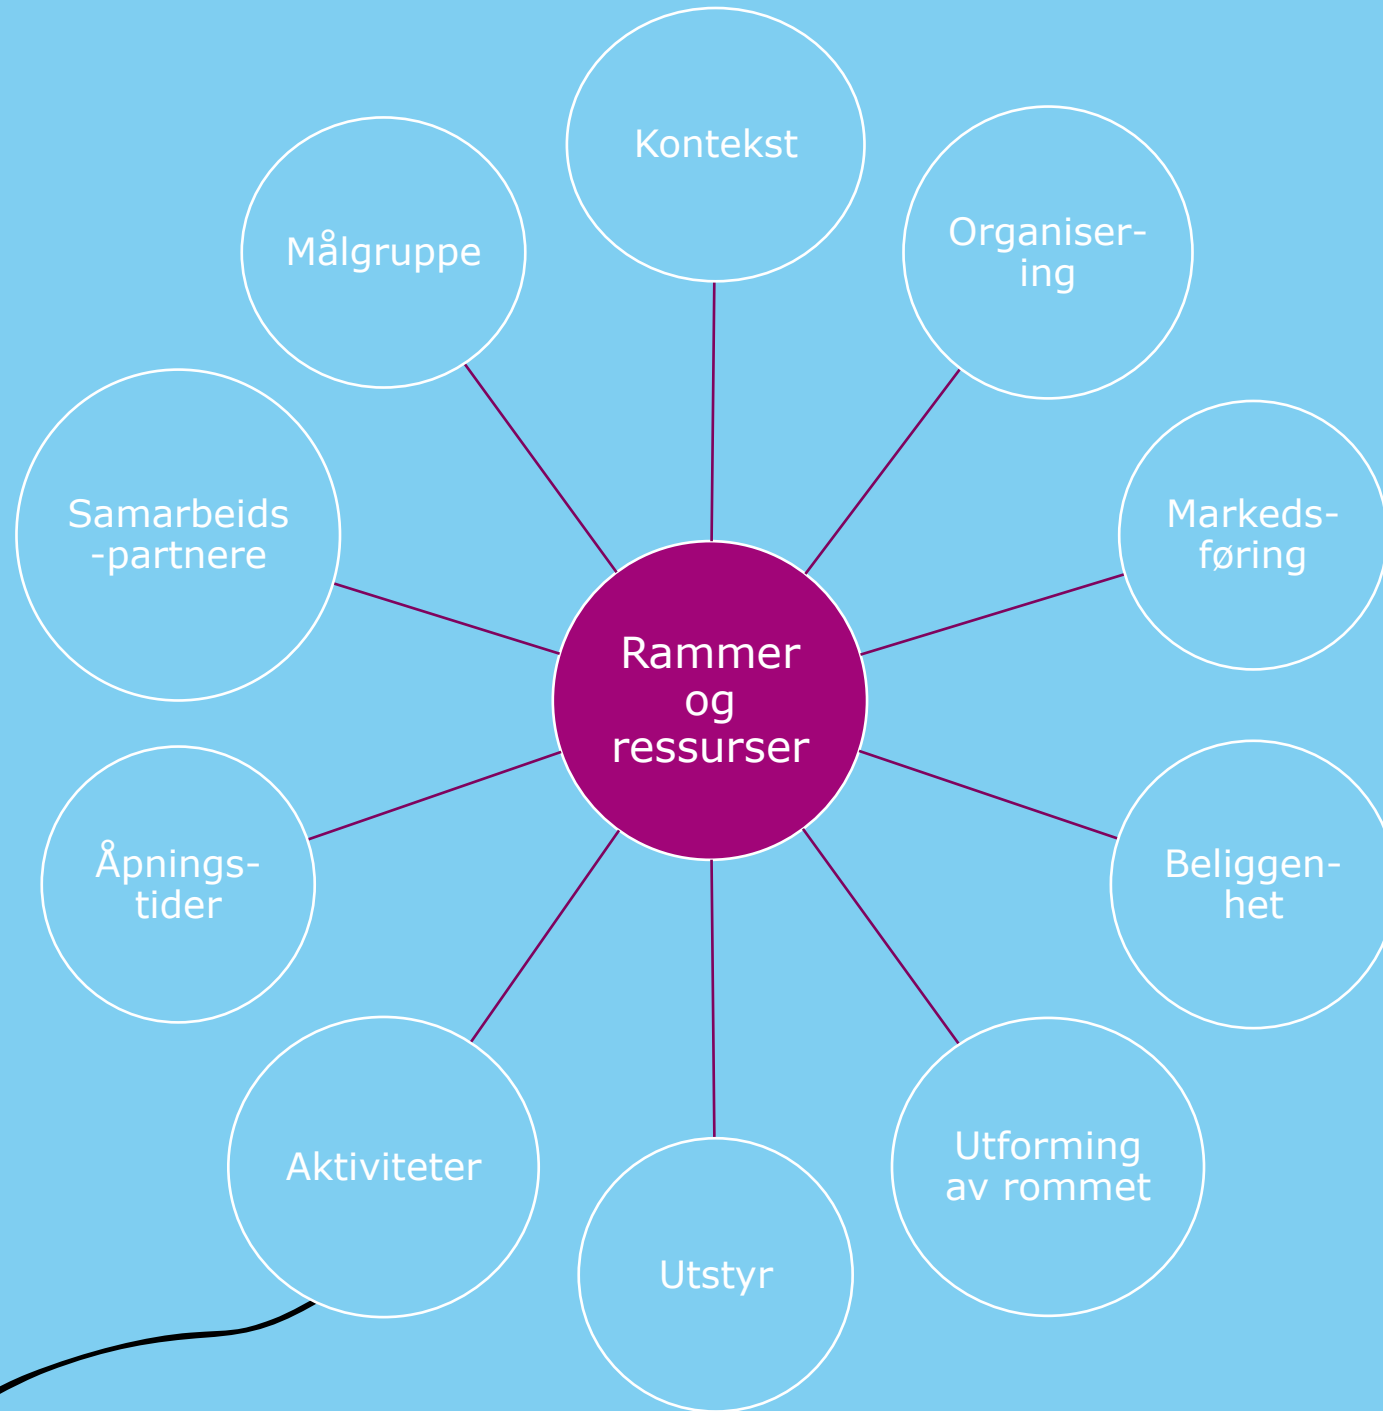 Kontekst
Organiser-
ing
Markeds-
føring
Beliggen-
het
Utforming
av rommet
Utstyr
Aktiviteter
Åpnings-
tider
Samarbeids
-partnere
Målgruppe
Rammer
og
ressurser